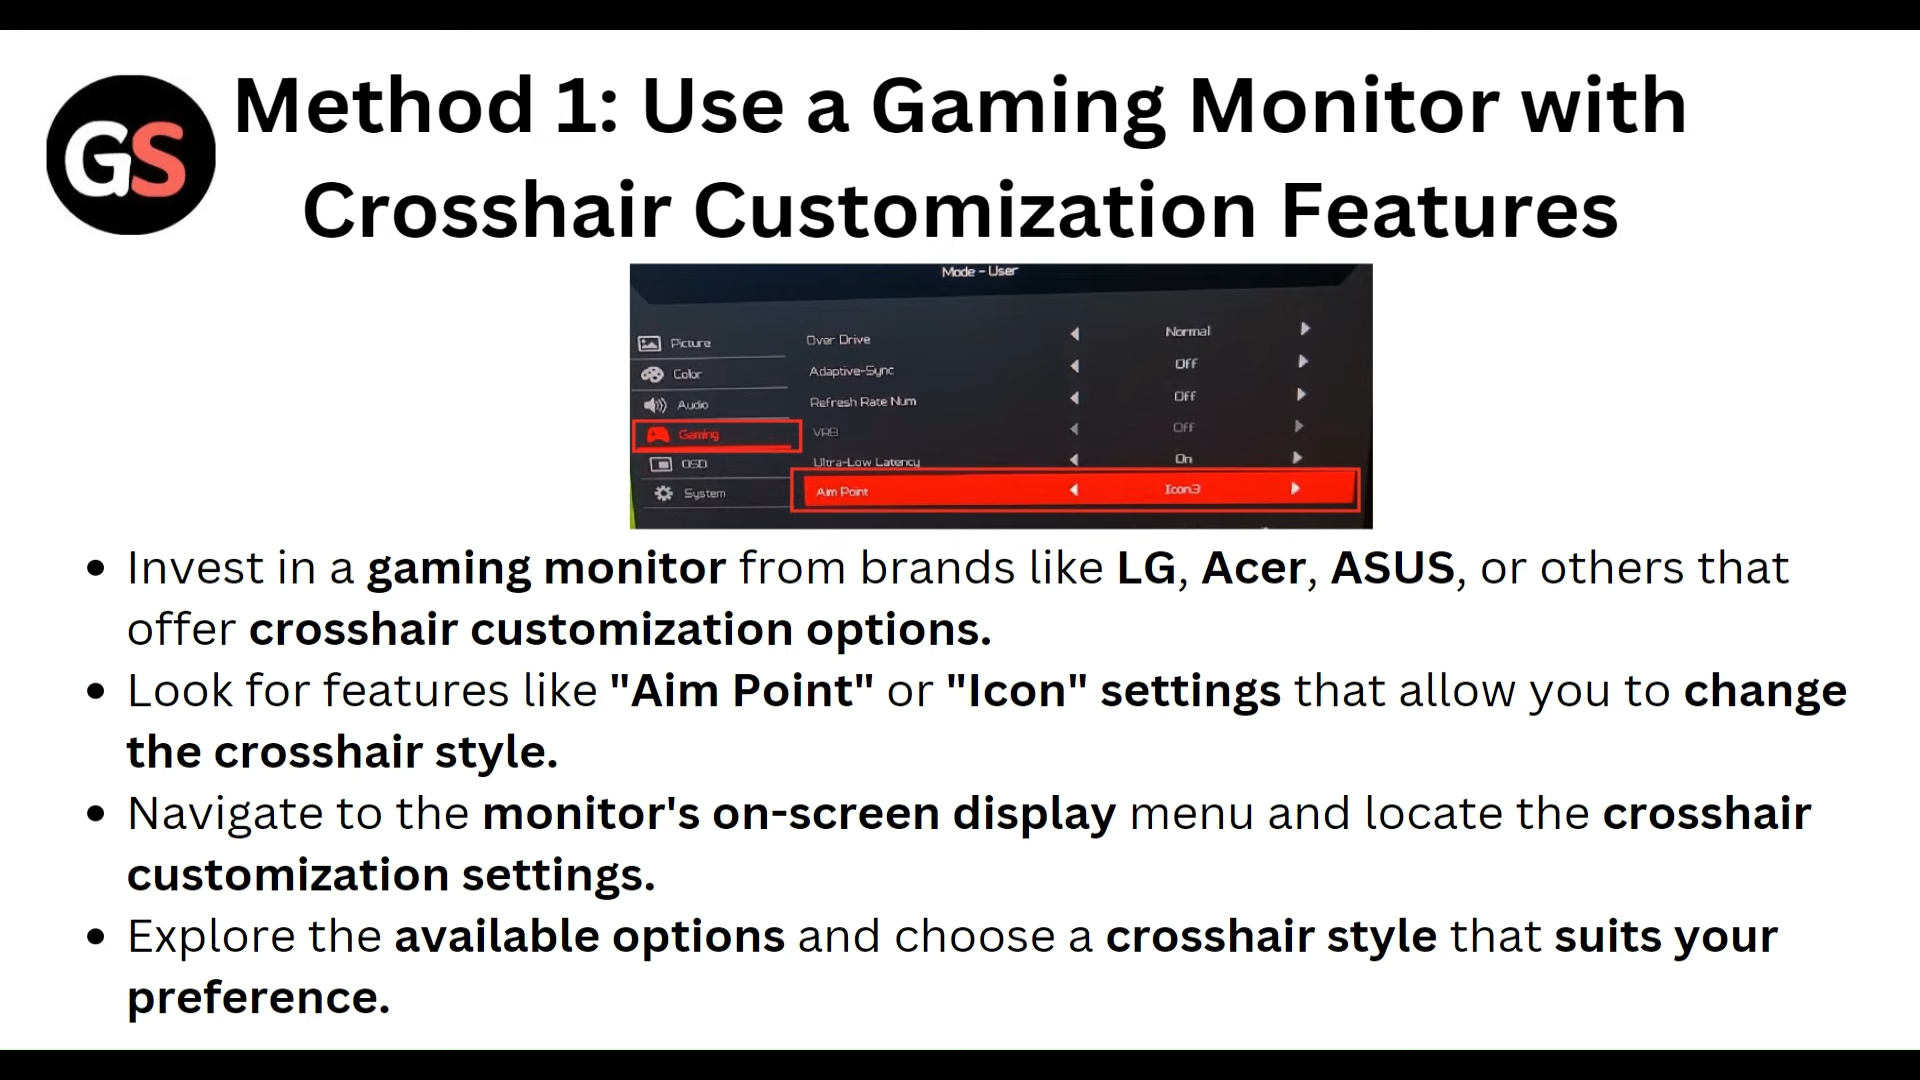 GS
Method 1: Use a Gaming Monitor with
Crosshair Customization Features
Mode - User
Picture
Color
Audio
Gaming
OSD
System
Over Drive Normal
Adaptive-Sync Off
Refresh Rate Num Off
VRB Off
Ultra-Low Latency On
Aim Point Icon3
• Invest in a gaming monitor from brands like LG, Acer, ASUS, or others that
offer crosshair customization options.
• Look for features like "Aim Point" or "Icon" settings that allow you to change
the crosshair style.
• Navigate to the monitor's on-screen display menu and locate the crosshair
customization settings.
• Explore the available options and choose a crosshair style that suits your
preference.